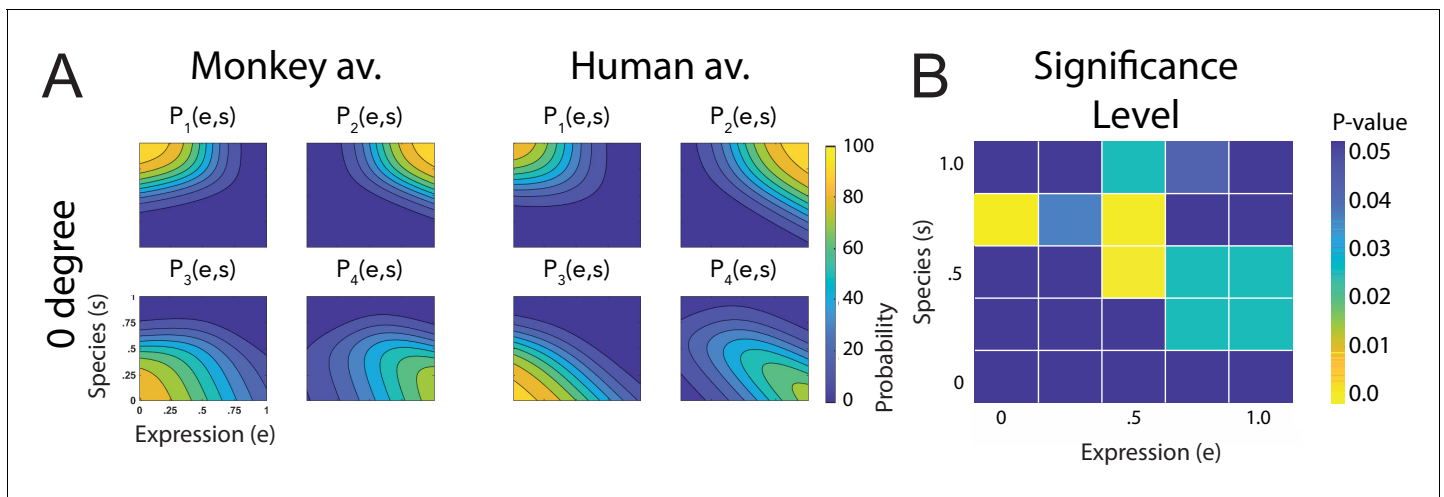 A
Monkey av.
Human av.
P1(e,s)
P2(e,s)
P1(e,s)
P2(e,s)
0 degree
P3(e,s)
P4(e,s)
P3(e,s)
P4(e,s)
Species (s)
1
.75
.5
.25
0
0 .25 .5 .75 1
Expression (e)
100
80
60
40
20
0
Probability
B
Significance
Level
P-value
0.05
0.04
0.03
0.02
0.01
0.0
Species (s)
1.0
.5
0
0 .5 1.0
Expression (e)